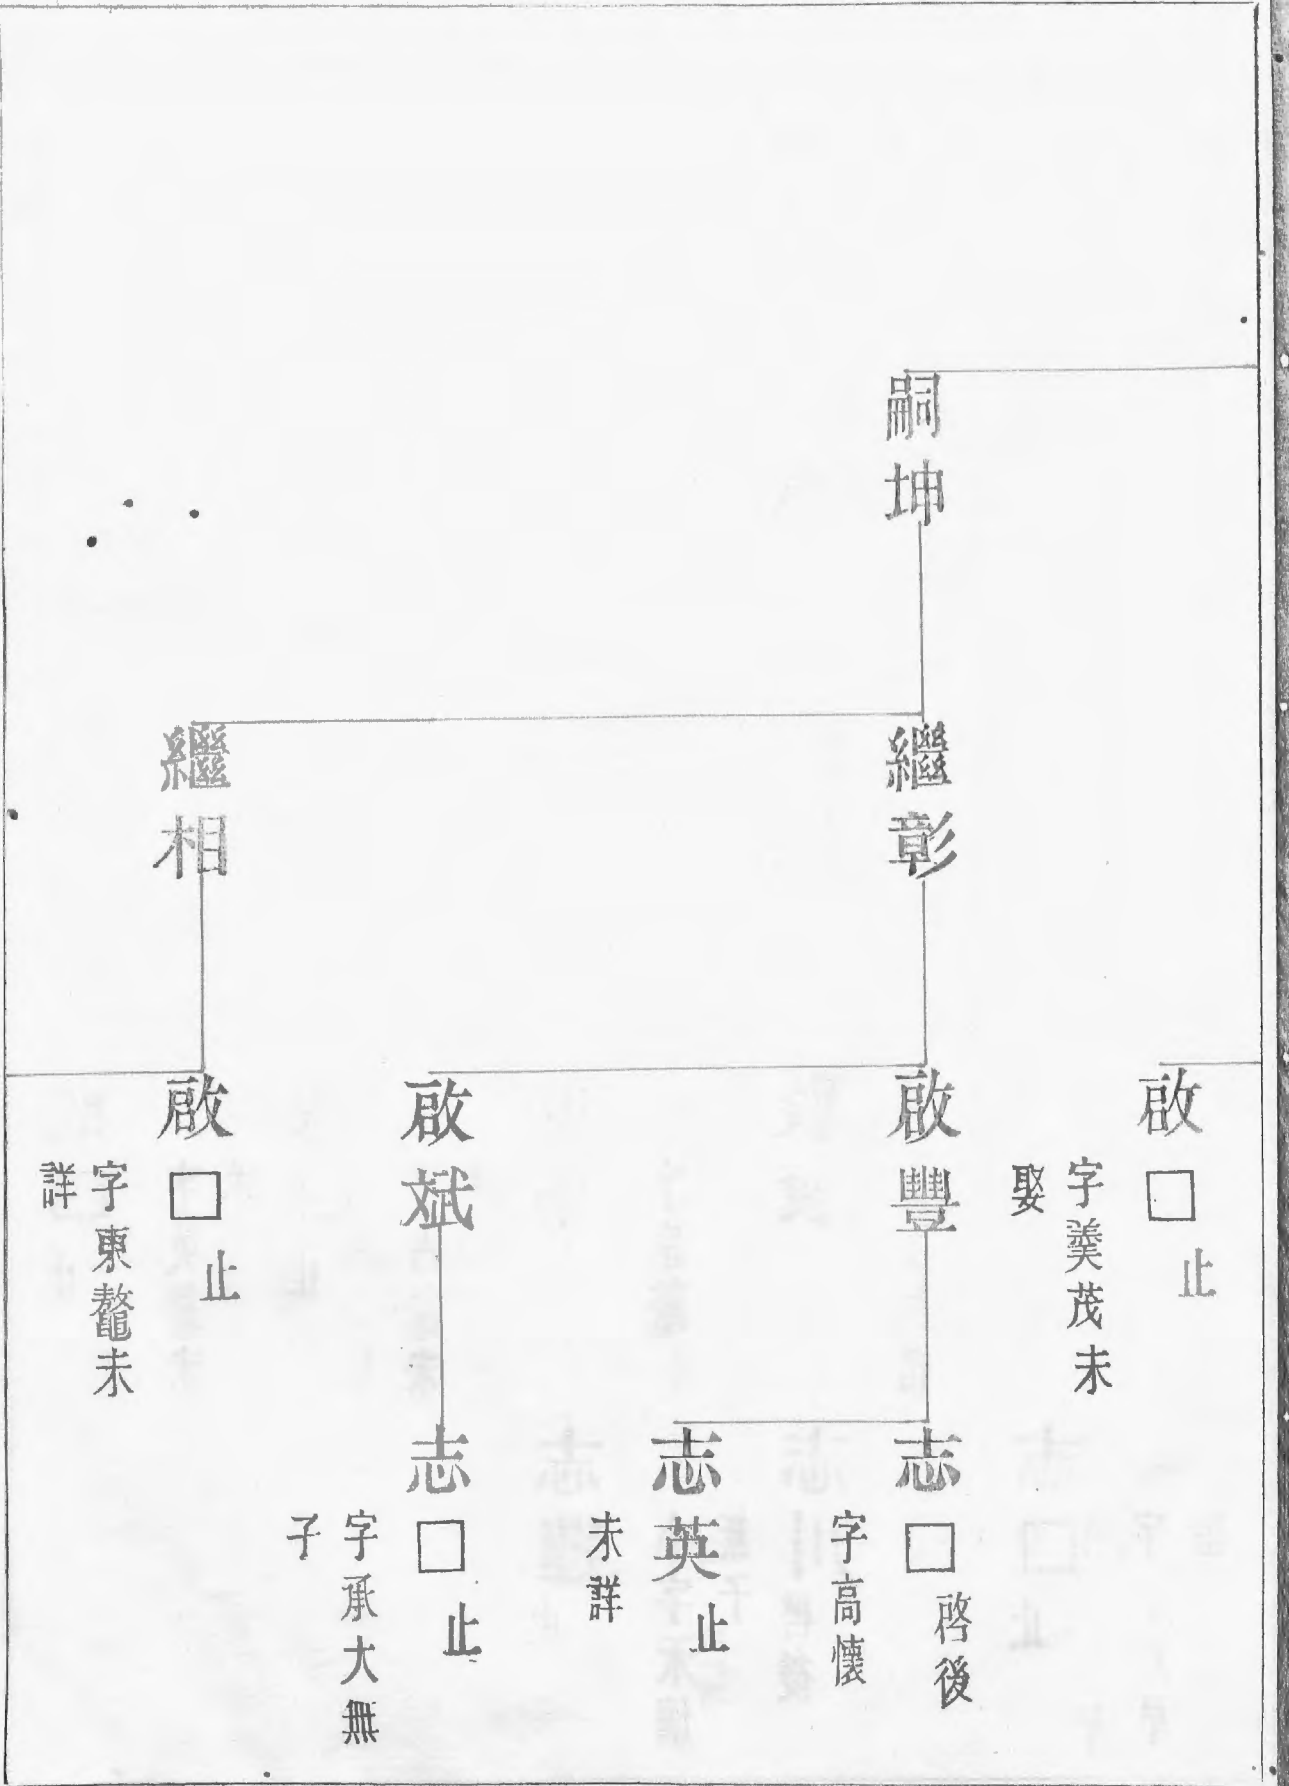 嗣坤
繼彰
繼相
啟□
止
字羮茂未
娶
啟豐
啟斌
啟□
止
字東鼇未
詳
志□
啓後
字高懷
志英
止
未詳
志□
止
字承大無
子